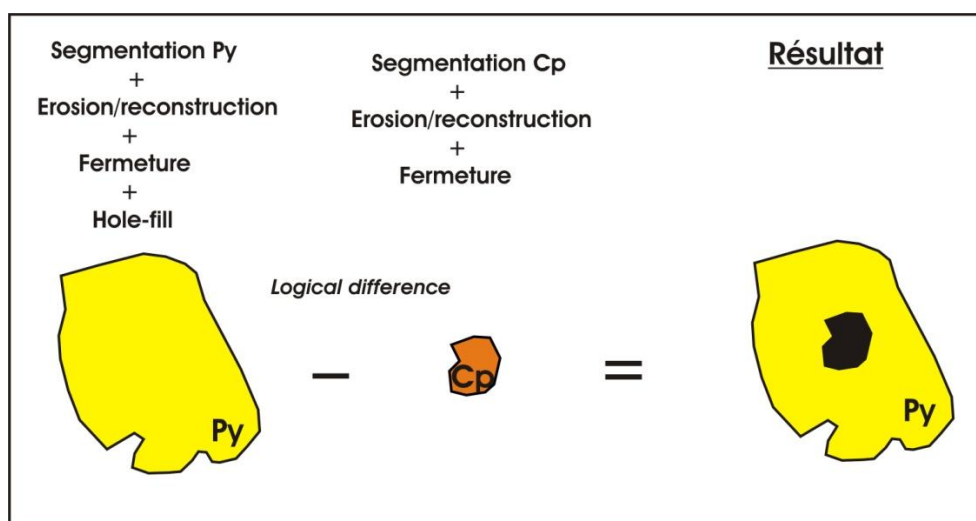 Segmentation Py
+
Erosion/reconstruction
+
Fermeture
+
Hole-fill
Segmentation Cp
+
Erosion/reconstruction
+
Fermeture
Résultat
Logical difference
Py
–
Cp
=
Py